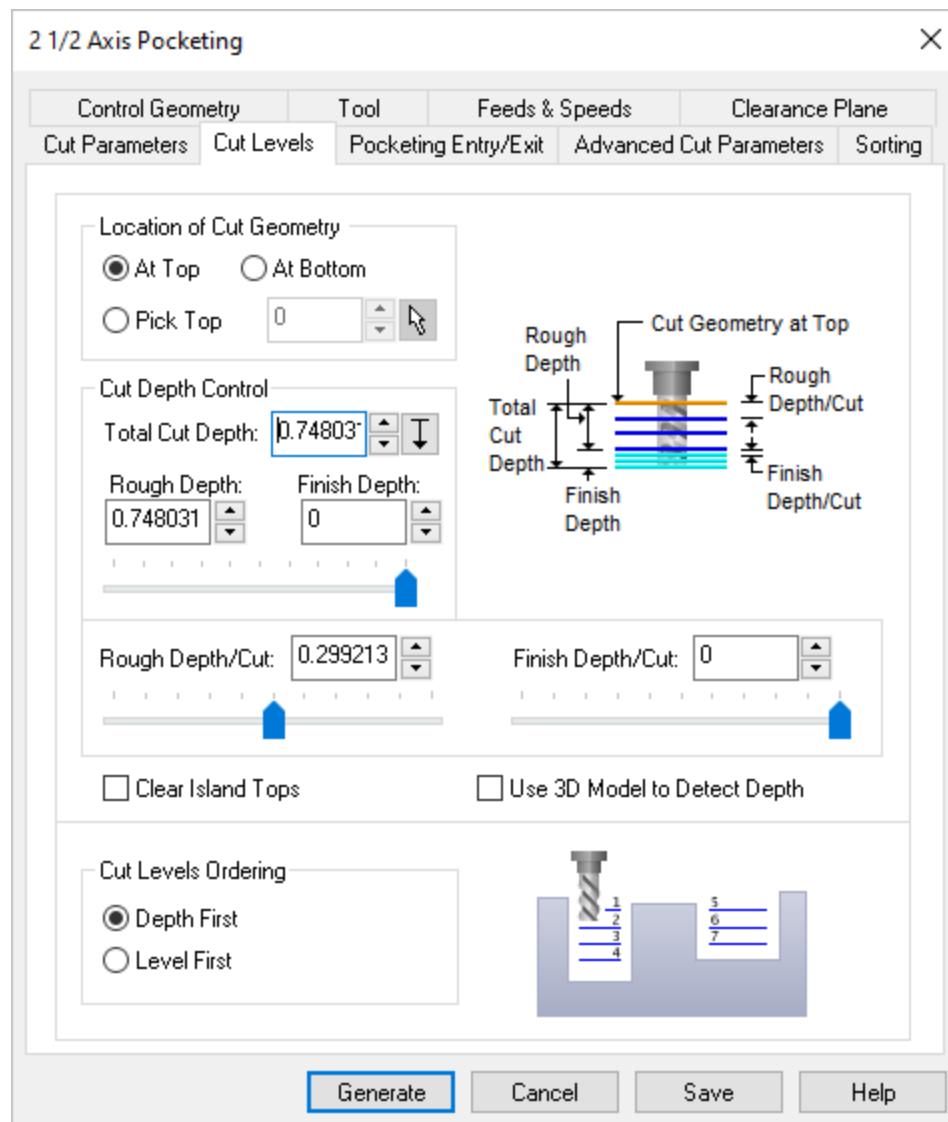 2 1/2 Axis Pocketing
Control Geometry Tool Feeds & Speeds Clearance Plane
Cut Parameters Cut Levels Pocketing Entry/Exit Advanced Cut Parameters Sorting
Location of Cut Geometry
At Top At Bottom
Pick Top 0
Cut Depth Control
Total Cut Depth: 0.748031
Rough Depth: Finish Depth:
0.748031 0
Cut Geometry at Top
Rough
Depth
Rough
Depth/Cut
Total
Cut
Depth
Finish
Depth/Cut
Finish
Depth
Rough Depth/Cut: 0.299213 Finish Depth/Cut: 0
Clear Island Tops Use 3D Model to Detect Depth
Cut Levels Ordering
Depth First
Level First
1
2
3
4
5
6
7
Generate Cancel Save Help